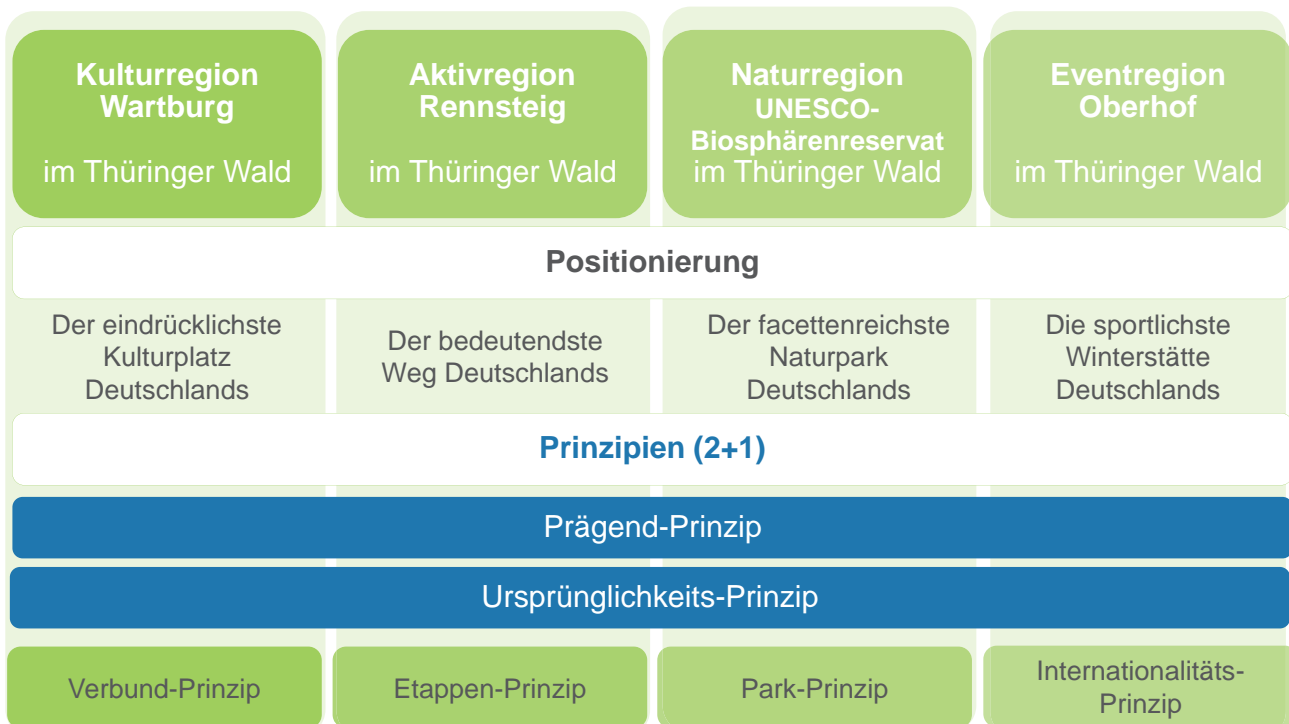 Kulturregion
Wartburg
im Thüringer Wald
Aktivregion
Rennsteig
im Thüringer Wald
Naturregion
UNESCO-
Biosphärenreservat
im Thüringer Wald
Eventregion
Oberhof
im Thüringer Wald
Positionierung
Der eindrücklichste
Kulturplatz
Deutschlands
Der bedeutendste
Weg Deutschlands
Der facettenreichste
Naturpark
Deutschlands
Die sportlichste
Winterstätte
Deutschlands
Prinzipien (2+1)
Prägend-Prinzip
Ursprünglichkeits-Prinzip
Verbund-Prinzip
Etappen-Prinzip
Park-Prinzip
Internationalitäts-
Prinzip